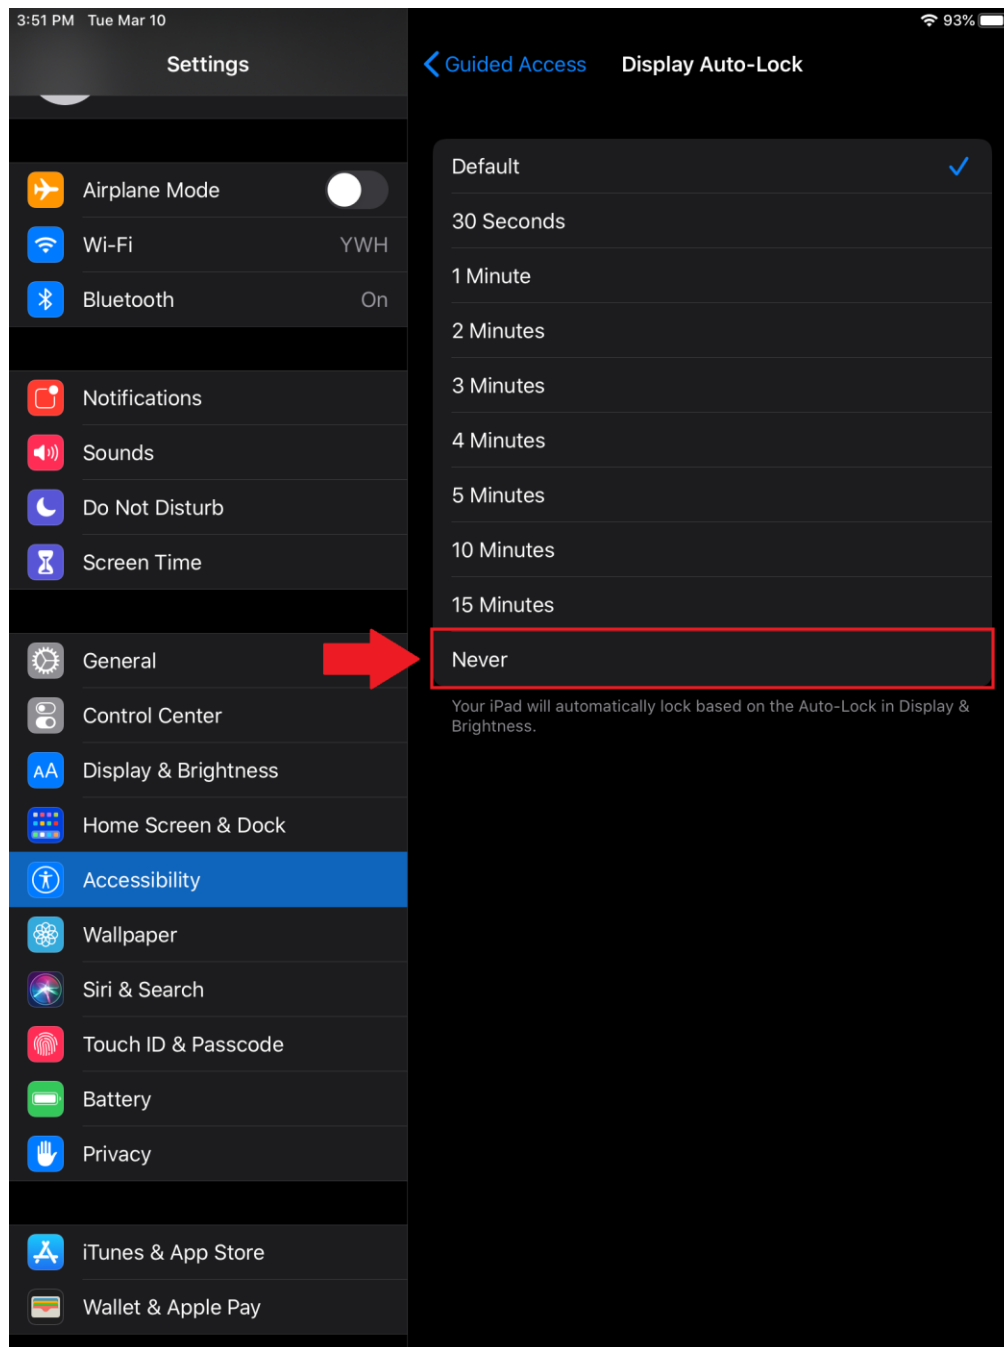 3:51 PM Tue Mar 10
93%
Settings
Airplane Mode
Wi-Fi YWH
Bluetooth On
Notifications
Sounds
Do Not Disturb
Screen Time
General
Control Center
AA Display & Brightness
Home Screen & Dock
Accessibility
Wallpaper
Siri & Search
Touch ID & Passcode
Battery
Privacy
iTunes & App Store
Wallet & Apple Pay
Guided Access Display Auto-Lock
Default
30 Seconds
1 Minute
2 Minutes
3 Minutes
4 Minutes
5 Minutes
10 Minutes
15 Minutes
Never
Your iPad will automatically lock based on the Auto-Lock in Display &
Brightness.